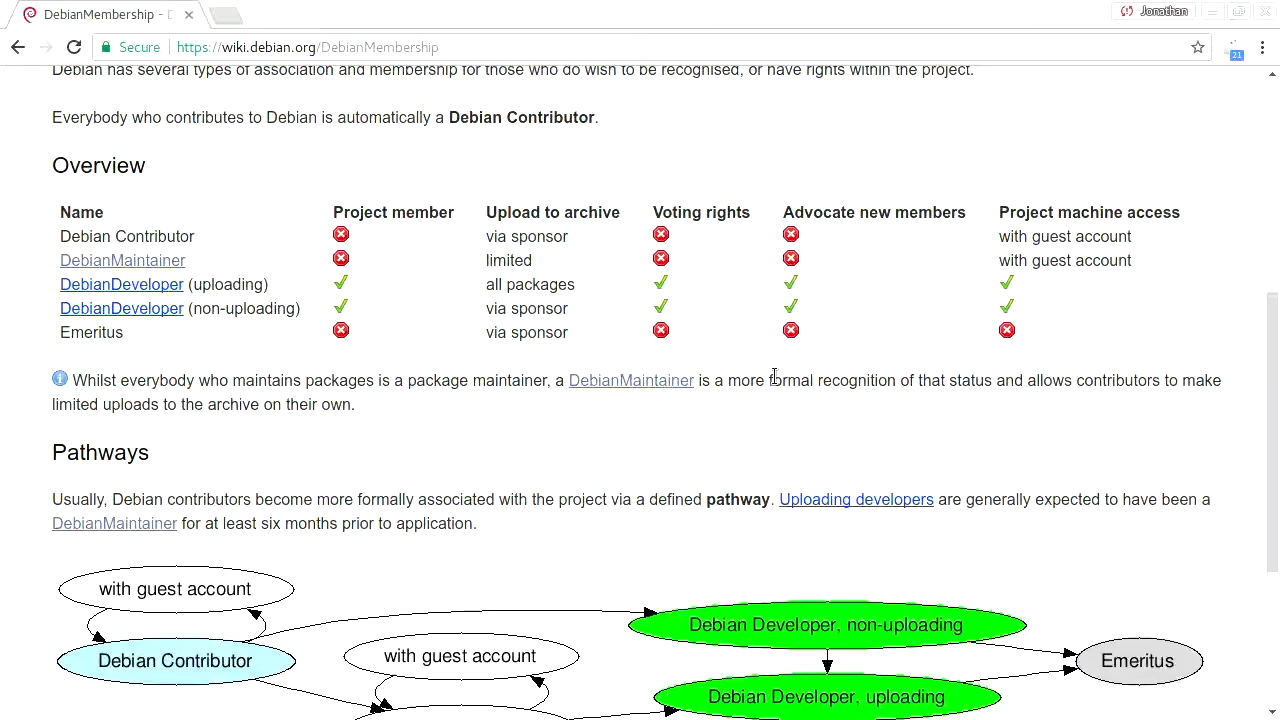 DebianMembership - D
Jonathan
Secure
https://wiki.debian.org/DebianMembership
21
Debian has several types of association and membership for those who do wish to be recognised, or have rights within the project.
Everybody who contributes to Debian is automatically a Debian Contributor.
Overview
Name Project member Upload to archive Voting rights Advocate new members Project machine access
Debian Contributor via sponsor with guest account
DebianMaintainer limited with guest account
DebianDeveloper (uploading) all packages
DebianDeveloper (non-uploading) via sponsor
Emeritus via sponsor
Whilst everybody who maintains packages is a package maintainer, a DebianMaintainer is a more formal recognition of that status and allows contributors to make
limited uploads to the archive on their own.
Pathways
Usually, Debian contributors become more formally associated with the project via a defined pathway. Uploading developers are generally expected to have been a
DebianMaintainer for at least six months prior to application.
with guest account
Debian Developer, non-uploading
with guest account
Debian Contributor
Emeritus
Debian Developer, uploading